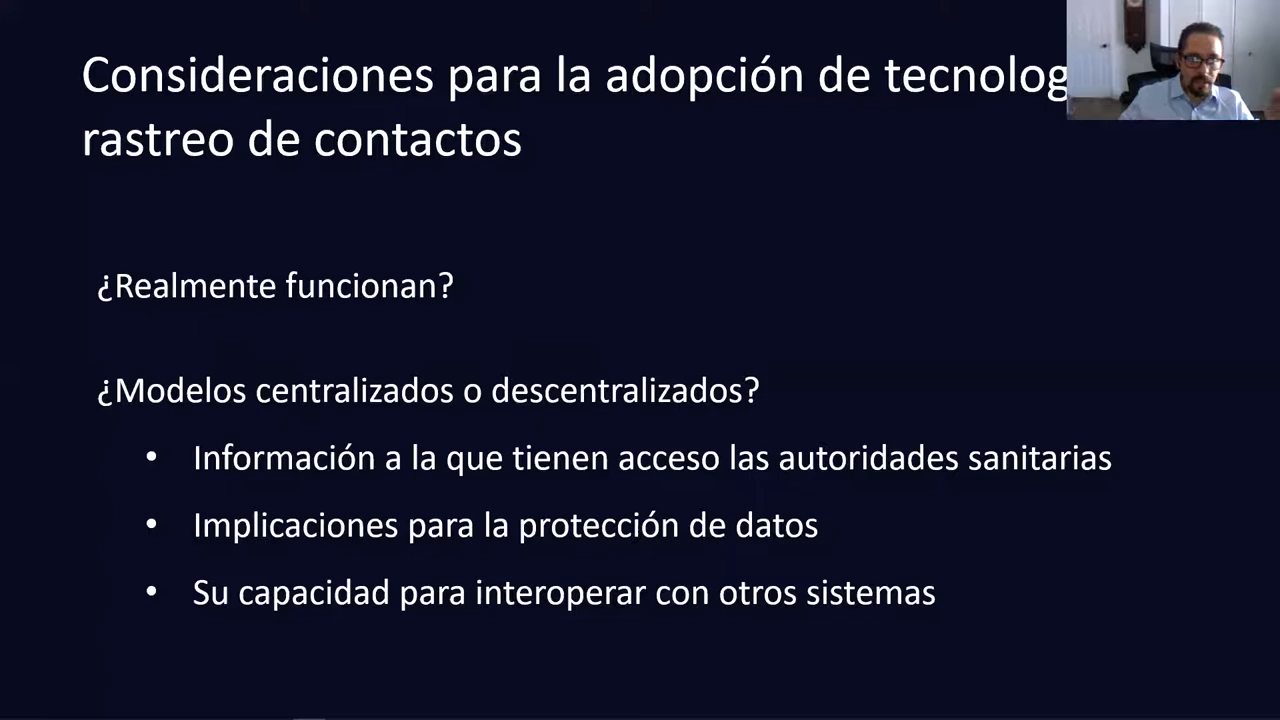 Consideraciones para la adopción de
rastreo de contactos
¿Realmente funcionan?
¿Modelos centralizados o descentralizados?
• Información a la que tienen acceso las autoridades sanitarias
• Implicaciones para la protección de datos
• Su capacidad para interoperar con otros sistemas